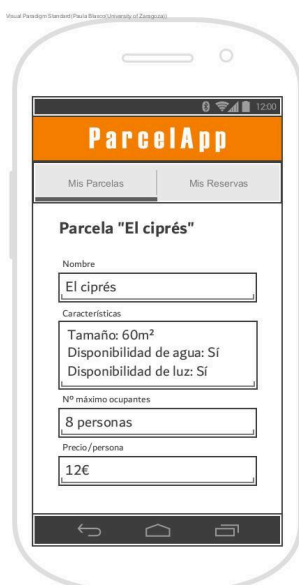 Visual Paradigm Standard(Paula Blanco(University of Zaragoza))
12:00
ParcelApp
Mis Parcelas Mis Reservas
Parcela "El ciprés"
Nombre
El ciprés
Características
Tamaño: 60m²
Disponibilidad de agua: Sí
Disponibilidad de luz: Sí
Nº máximo ocupantes
8 personas
Precio/persona
12€